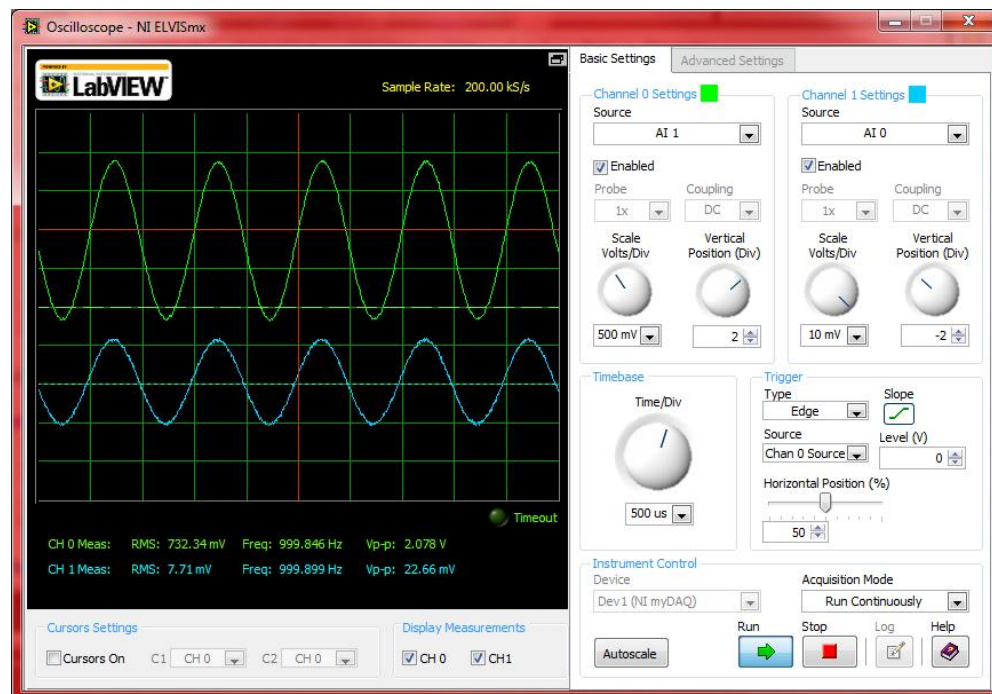 Oscilloscope - NI ELVISmx
LabVIEW
Sample Rate: 200.00 kS/s
Timeout
CH 0 Meas: RMS: 732.34 mV Freq: 999.846 Hz Vp-p: 2.078 V
CH 1 Meas: RMS: 7.71 mV Freq: 999.899 Hz Vp-p: 22.66 mV
Cursors Settings
Cursors On C1 CH 0 C2 CH 0
Display Measurements
CH 0 CH1
Basic Settings Advanced Settings
Channel 0 Settings
Source
AI 1
Enabled
Probe Coupling
1x DC
Scale Volts/Div
Vertical Position (Div)
500 mV 2
Channel 1 Settings
Source
AI 0
Enabled
Probe Coupling
1x DC
Scale Volts/Div
Vertical Position (Div)
10 mV -2
Timebase
Time/Div
500 us
Trigger
Type Slope
Edge
Source Level (V)
Chan 0 Source 0
Horizontal Position (%)
50
Instrument Control
Device Acquisition Mode
Dev1 (NI myDAQ) Run Continuously
Run Stop Log Help
Autoscale